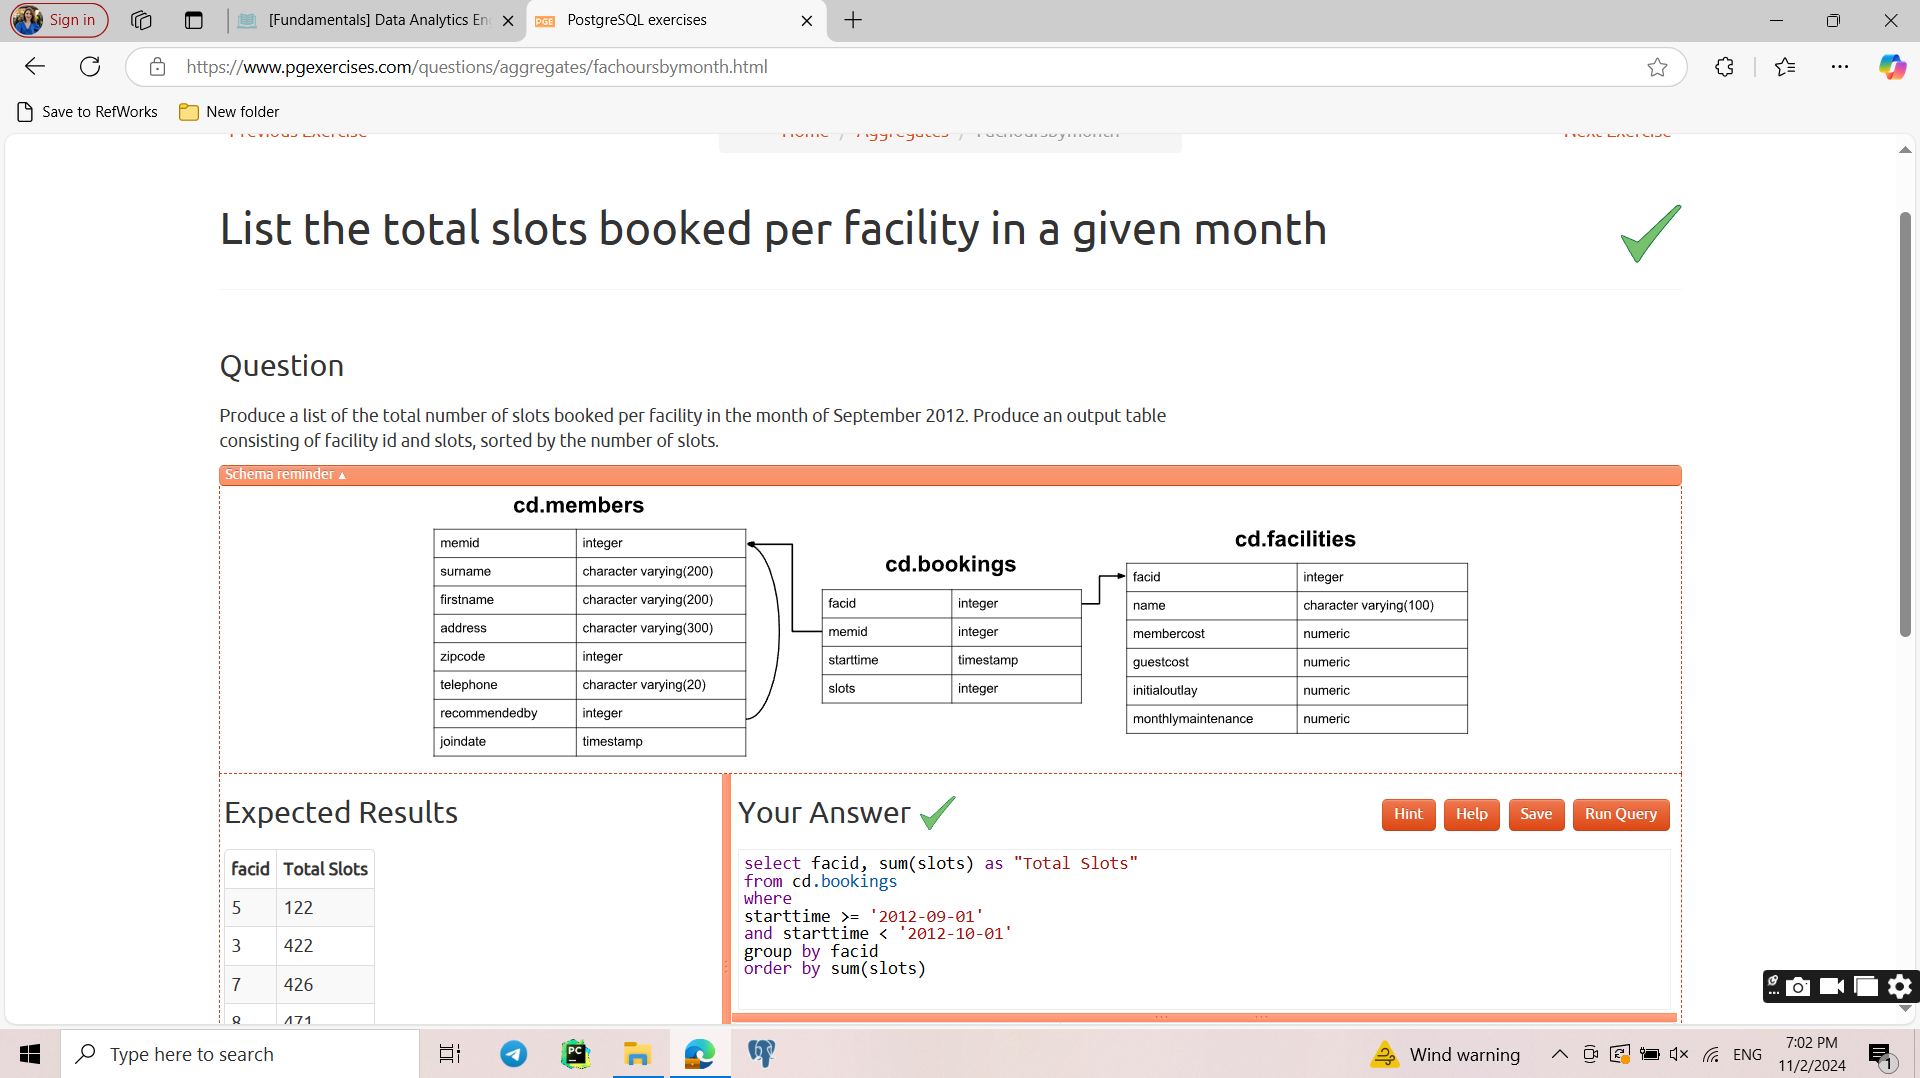 Sign in
[Fundamentals] Data Analytics En
PGE PostgreSQL exercises
https://www.pgexercises.com/questions/aggregates/fachoursbymonth.html
Save to RefWorks
New folder
Previous Exercise
Home / Aggregates / Fachoursbymonth
Next Exercise
List the total slots booked per facility in a given month
Question
Produce a list of the total number of slots booked per facility in the month of September 2012. Produce an output table
consisting of facility id and slots, sorted by the number of slots.
Schema reminder ▲
cd.members
memid integer
surname character varying(200)
firstname character varying(200)
address character varying(300)
zipcode integer
telephone character varying(20)
recommendedby integer
joindate timestamp
cd.bookings
facid integer
memid integer
starttime timestamp
slots integer
cd.facilities
facid integer
name character varying(100)
membercost numeric
guestcost numeric
initialoutlay numeric
monthlymaintenance numeric
Expected Results
facid Total Slots
5 122
3 422
7 426
8 471
Your Answer
Hint
Help
Save
Run Query
select facid, sum(slots) as "Total Slots"
from cd.bookings
where
starttime >= '2012-09-01'
and starttime < '2012-10-01'
group by facid
order by sum(slots)
Type here to search
PC
Wind warning
ENG
7:02 PM
11/2/2024
1